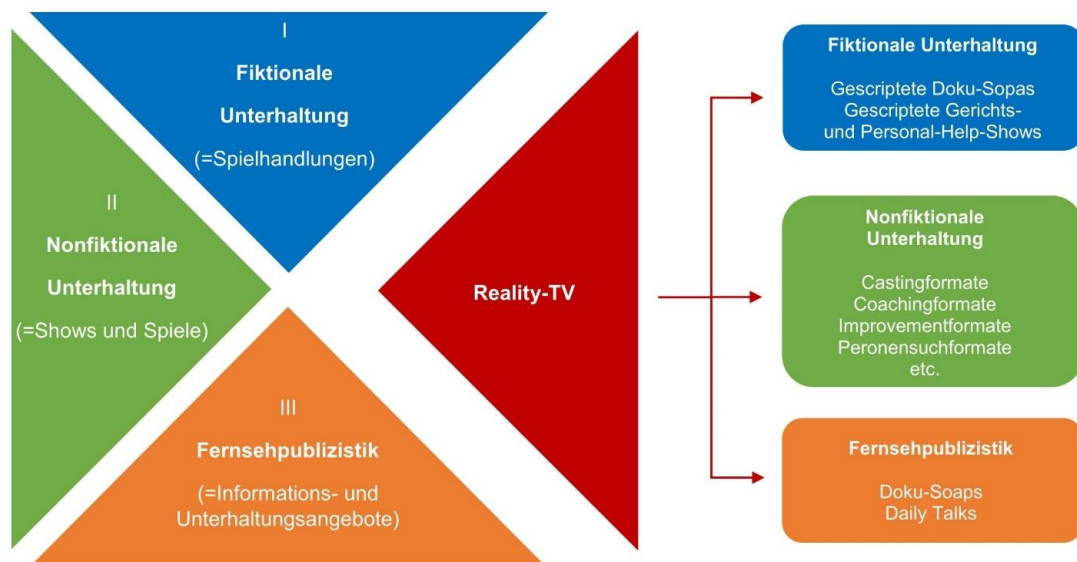 I
Fiktionale
Unterhaltung
(=Spielhandlungen)
II
Nonfiktionale
Unterhaltung
(=Shows und Spiele)
III
Fernsehpublizistik
(=Informations- und
Unterhaltungsangebote)
Reality-TV
Fiktionale Unterhaltung
Gescriptete Doku-Sopas
Gescriptete Gerichts-
und Personal-Help-Shows
Nonfiktionale
Unterhaltung
Castingformate
Coachingformate
Improvementformate
Peronensuchformate
etc.
Fernsehpublizistik
Doku-Soaps
Daily Talks